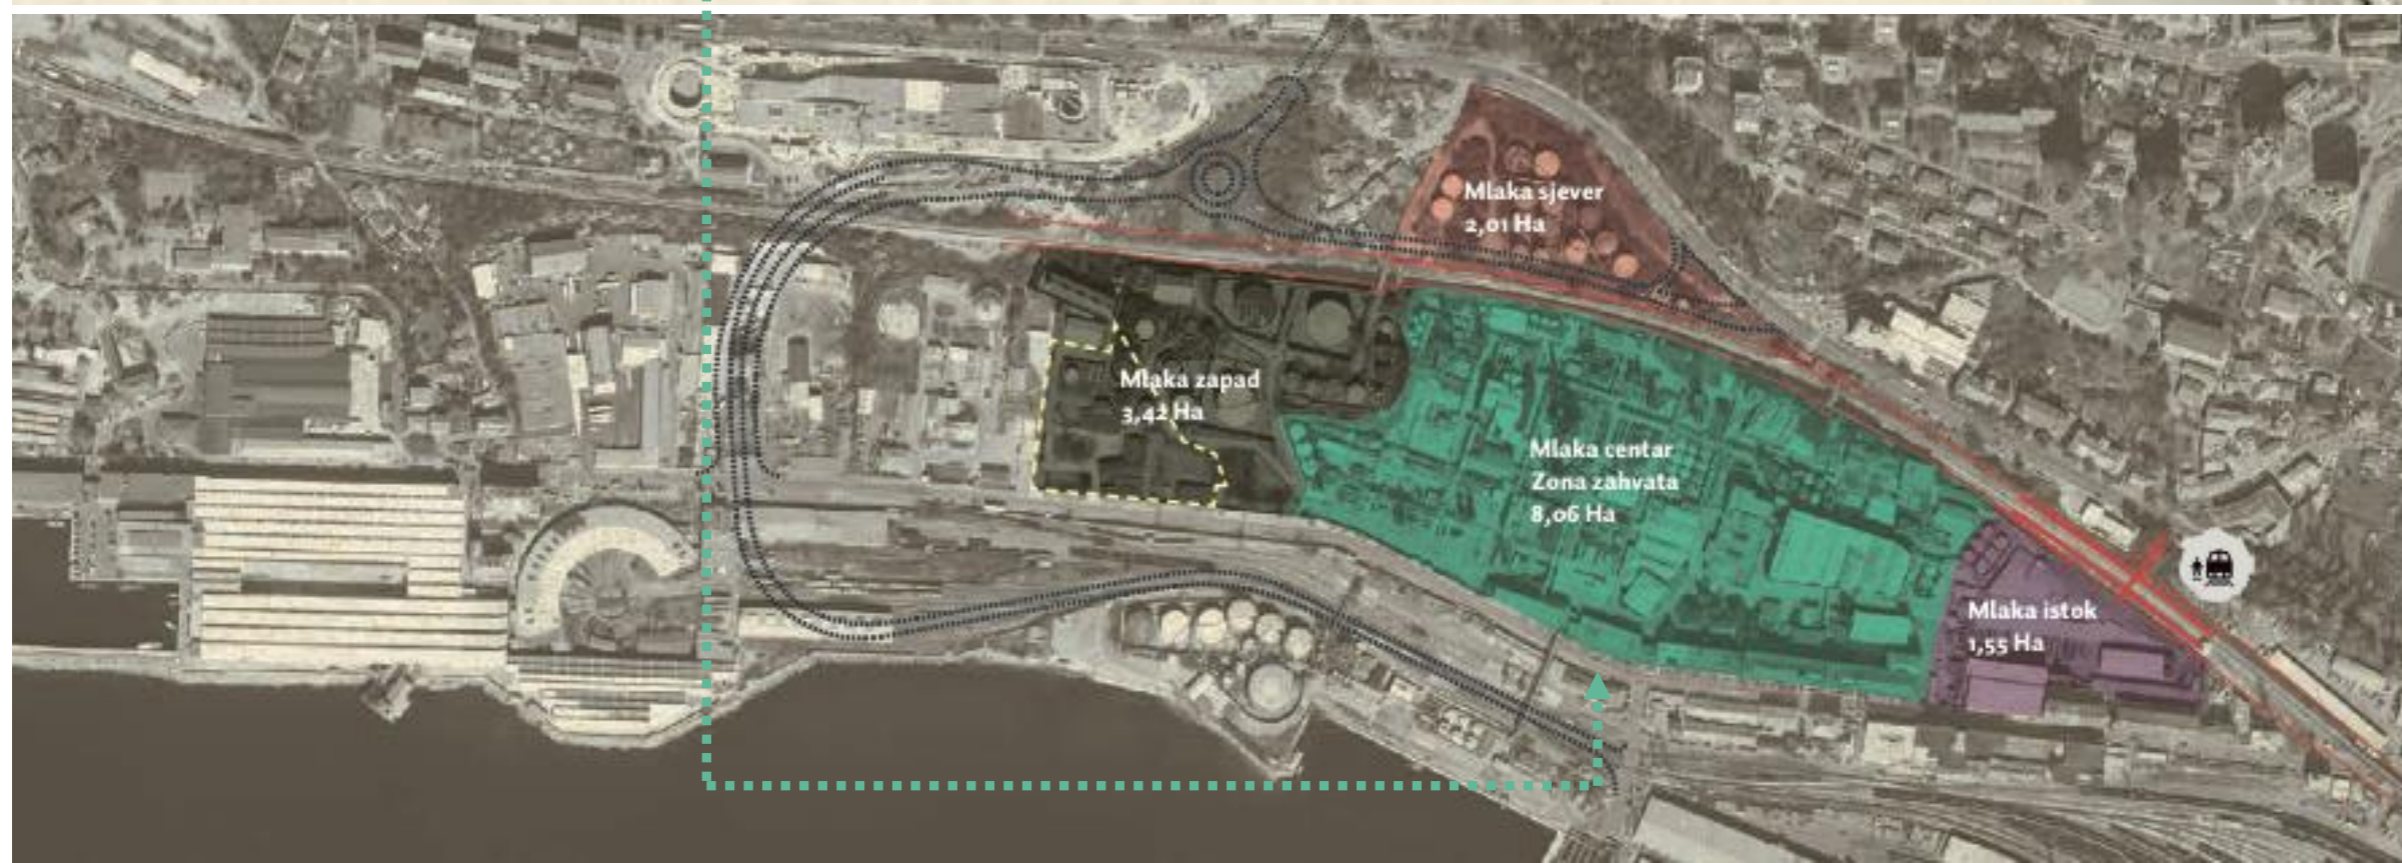 Mlaka sjever
2,01 Ha
Mlaka zapad
3,42 Ha
Mlaka centar
Zona zahvata
8,06 Ha
Mlaka istok
1,55 Ha